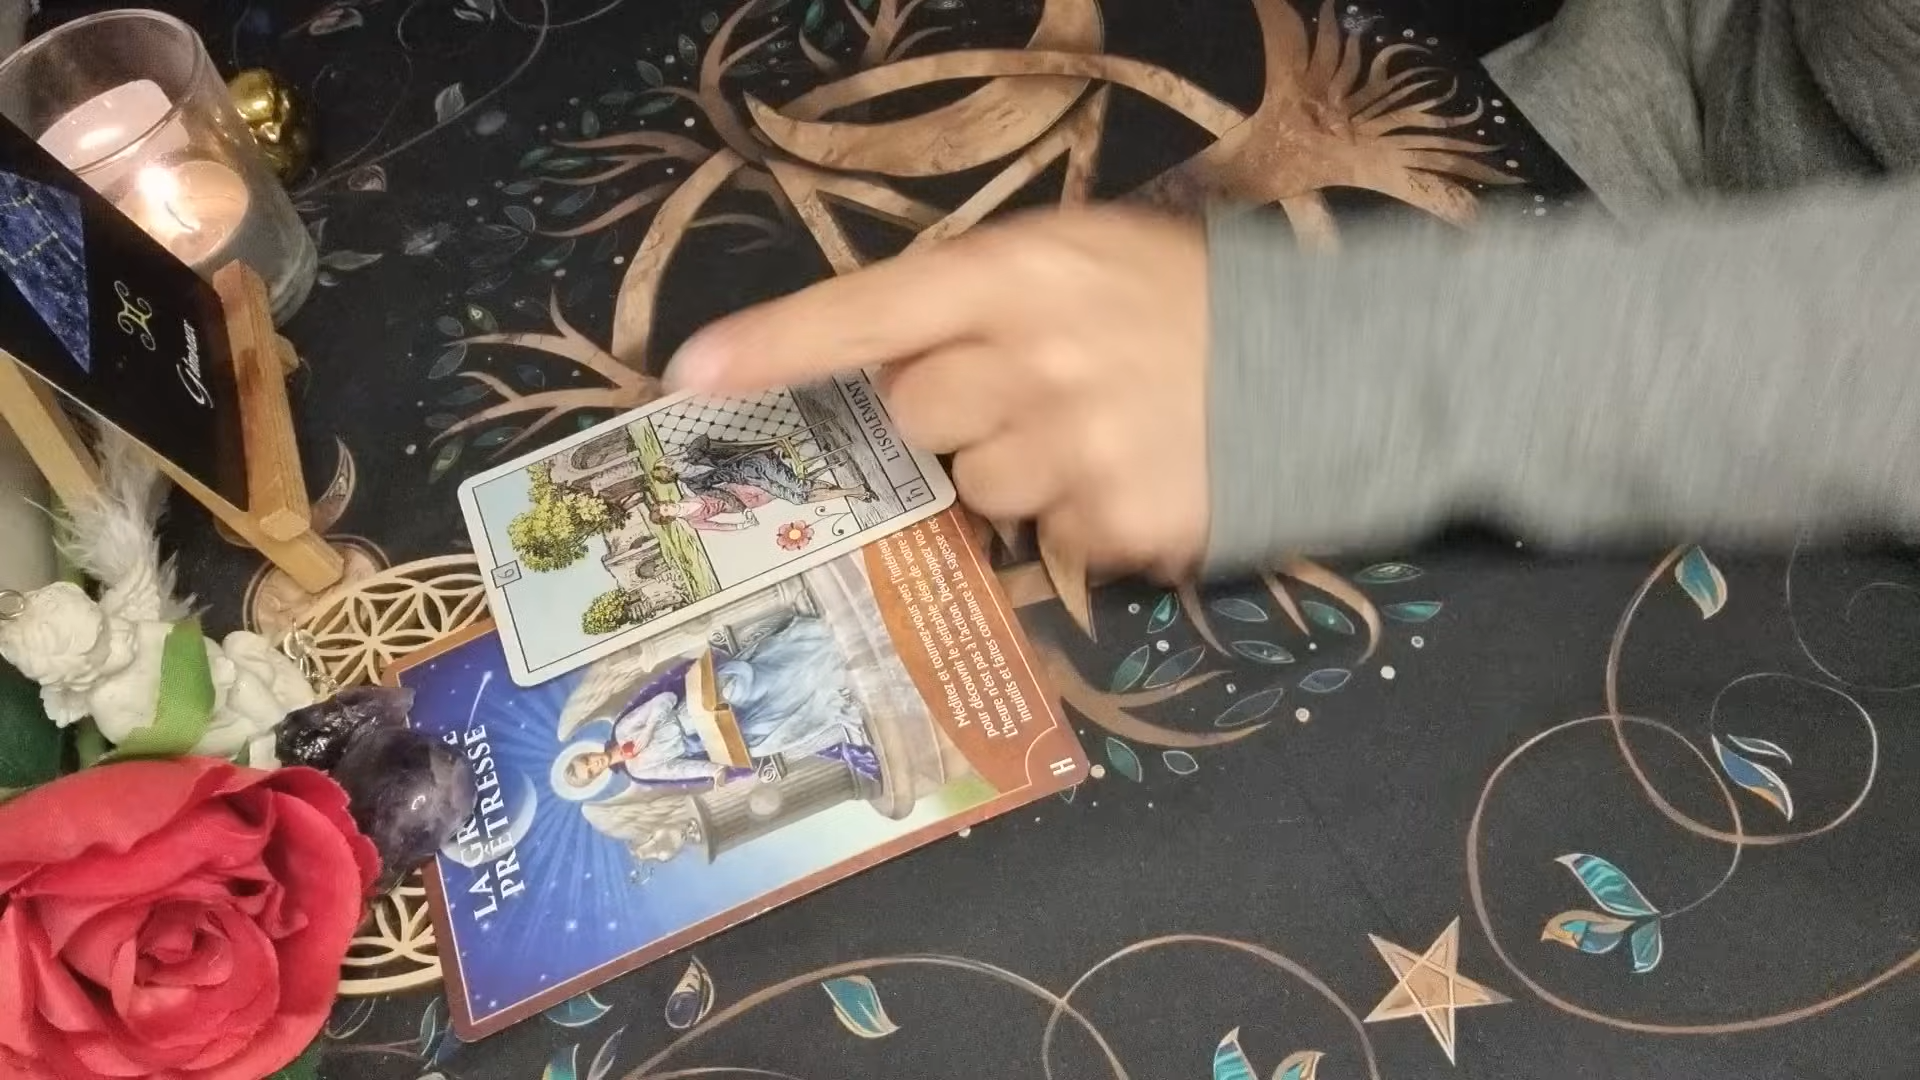 Gémeaux
L'ISOLEMENT
6
LA
PRÊTRESSE
Méditez et tournez-vous vers l'intérieur
pour découvrir le véritable désir de votre
L'heure n'est pas à l'action. Développez vos
intuitifs et faites confiance à la sagesse
H